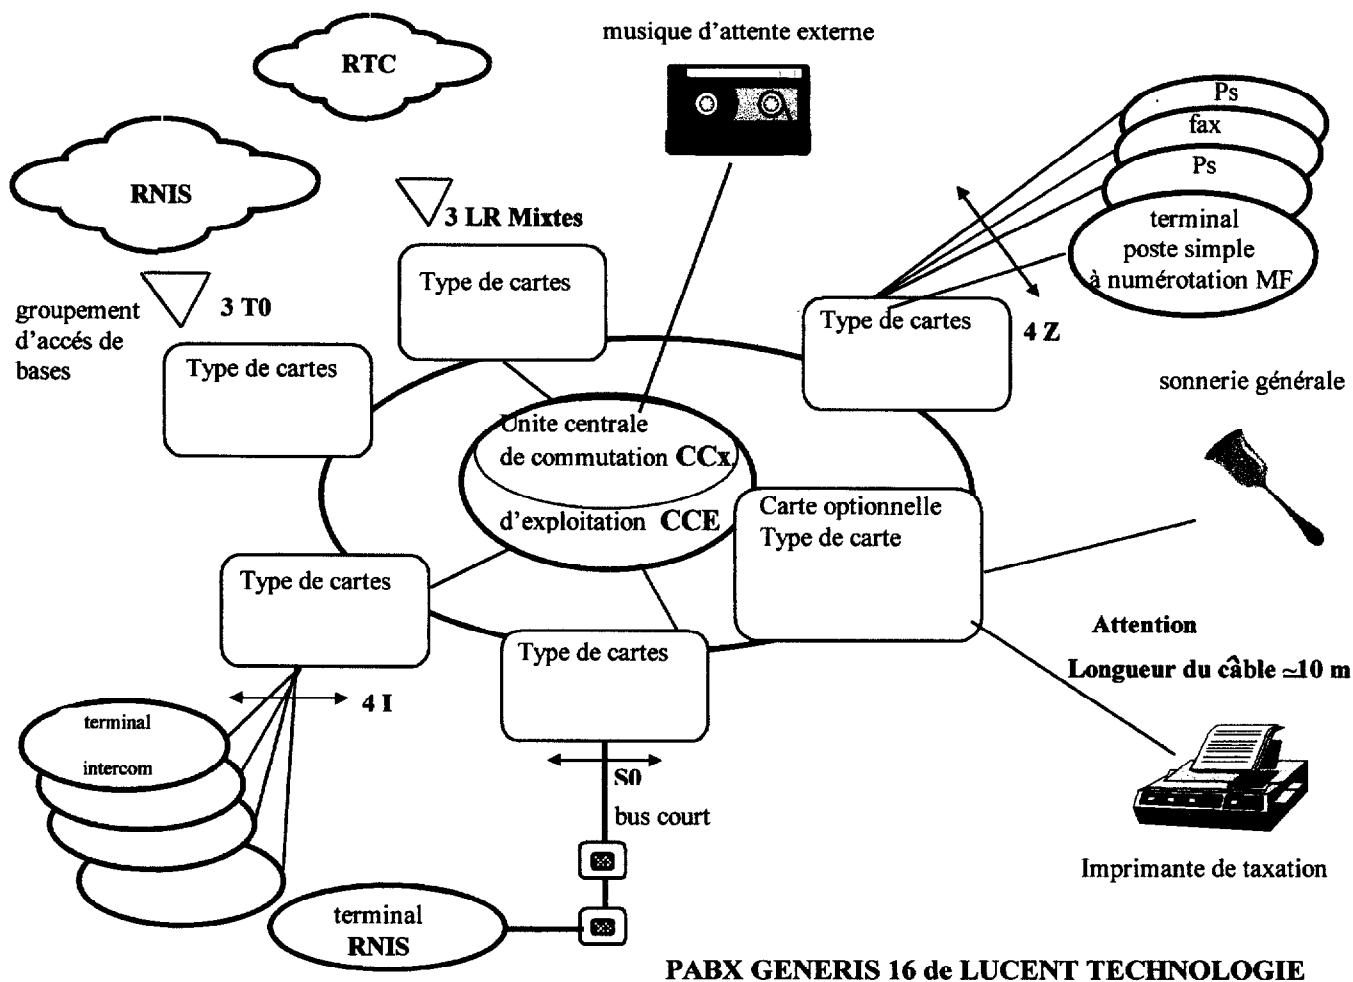 musique d'attente externe
RTC
RNIS
3 LR Mixtes
Ps
fax
Ps
terminal
poste simple
à numérotation MF
groupement
d'accés de
bases
3 T0
Type de cartes
Type de cartes
Type de cartes
4 Z
sonnerie générale
Unite centrale
de commutation CCx
d'exploitation CCE
Carte optionnelle
Type de carte
Type de cartes
4 I
Type de cartes
S0
bus court
Attention
Longueur du câble ≃10 m
terminal
intercom
terminal
RNIS
Imprimante de taxation
PABX GENERIS 16 de LUCENT TECHNOLOGIE